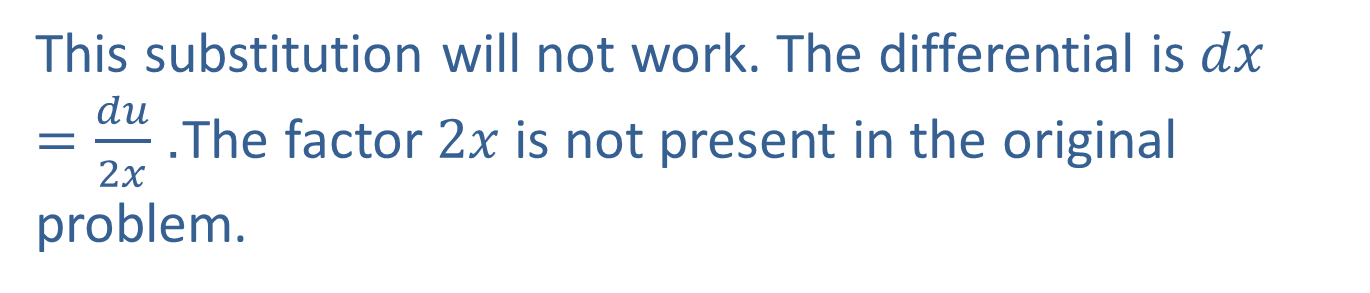 This substitution will not work. The differential is dx
= du/2x .The factor 2x is not present in the original
problem.